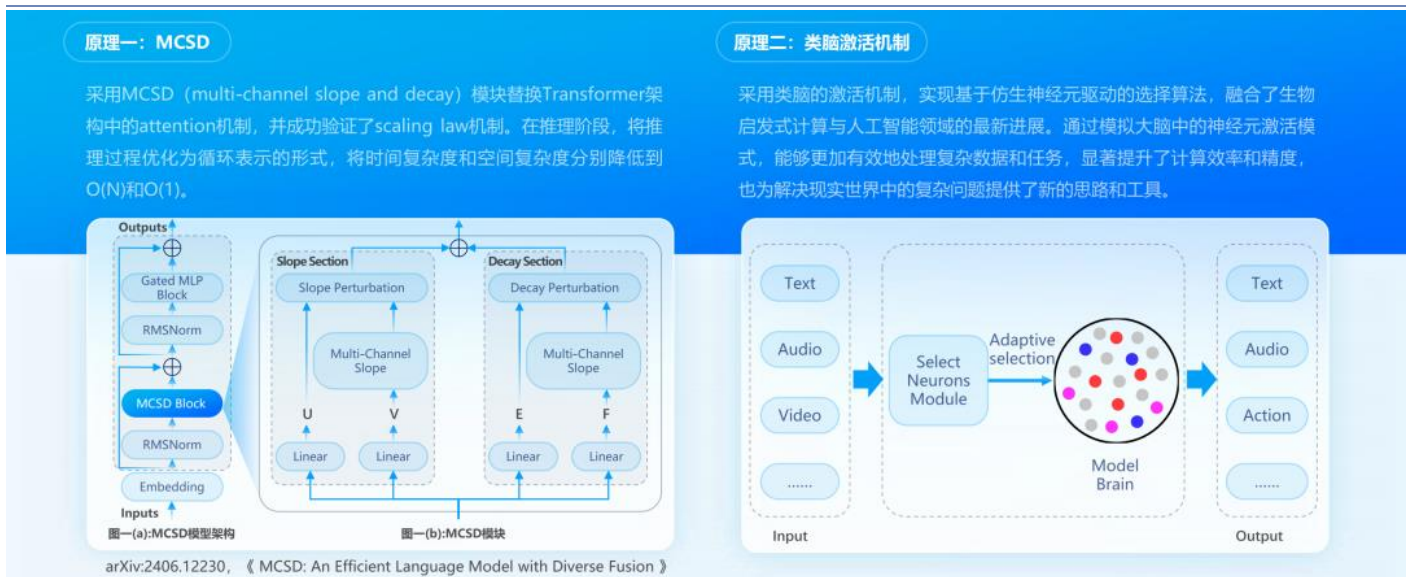 原理一：MCSD
采用MCSD（multi-channel slope and decay）模块替换Transformer架
构中的attention机制，并成功验证了scaling law机制。在推理阶段，将推
理过程优化为循环表示的形式，将时间复杂度和空间复杂度分别降低到
O(N)和O(1)。
Outputs
Gated MLP
Block
RMSNorm
MCSD Block
RMSNorm
Embedding
Inputs
图一(a):MCSD模型架构
Slope Section
Slope Perturbation
Multi-Channel
Slope
U
V
Linear
Linear
Decay Section
Decay Perturbation
Multi-Channel
Slope
E
F
Linear
Linear
图一(b):MCSD模块
arXiv:2406.12230，《 MCSD: An Efficient Language Model with Diverse Fusion 》
原理二：类脑激活机制
采用类脑的激活机制，实现基于仿生神经元驱动的选择算法，融合了生物
启发式计算与人工智能领域的最新进展。通过模拟大脑中的神经元激活模
式，能够更加有效地处理复杂数据和任务，显著提升了计算效率和精度，
也为解决现实世界中的复杂问题提供了新的思路和工具。
Text
Audio
Video
......
Input
Select
Neurons
Module
Adaptive
selection
Model
Brain
Text
Audio
Action
......
Output